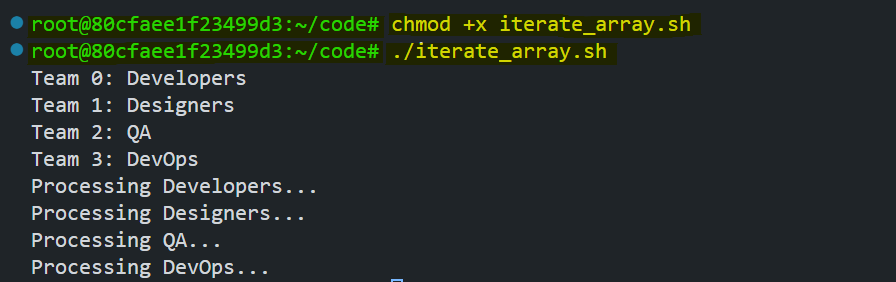 root@80cfaee1f23499d3:~/code# chmod +x iterate_array.sh
root@80cfaee1f23499d3:~/code# ./iterate_array.sh
Team 0: Developers
Team 1: Designers
Team 2: QA
Team 3: DevOps
Processing Developers...
Processing Designers...
Processing QA...
Processing DevOps...